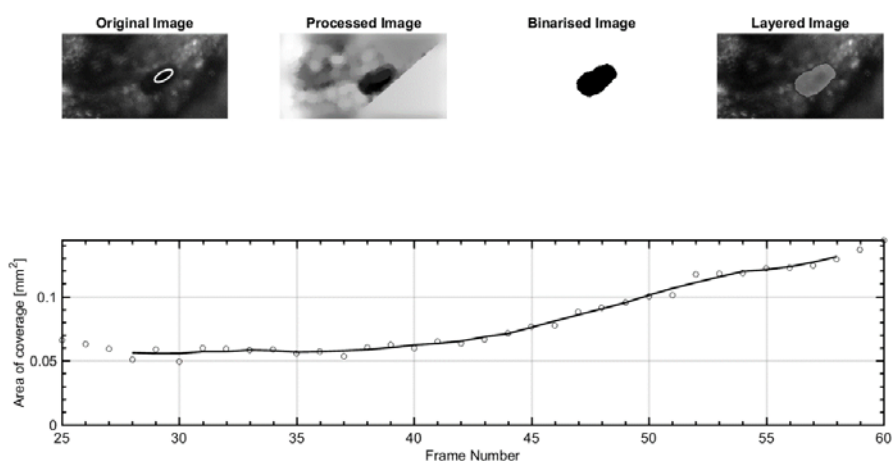 Original Image
Processed Image
Binarised Image
Layered Image
Area of coverage [mm²]
0.1
0.05
0
25
30
35
40
45
50
55
60
Frame Number